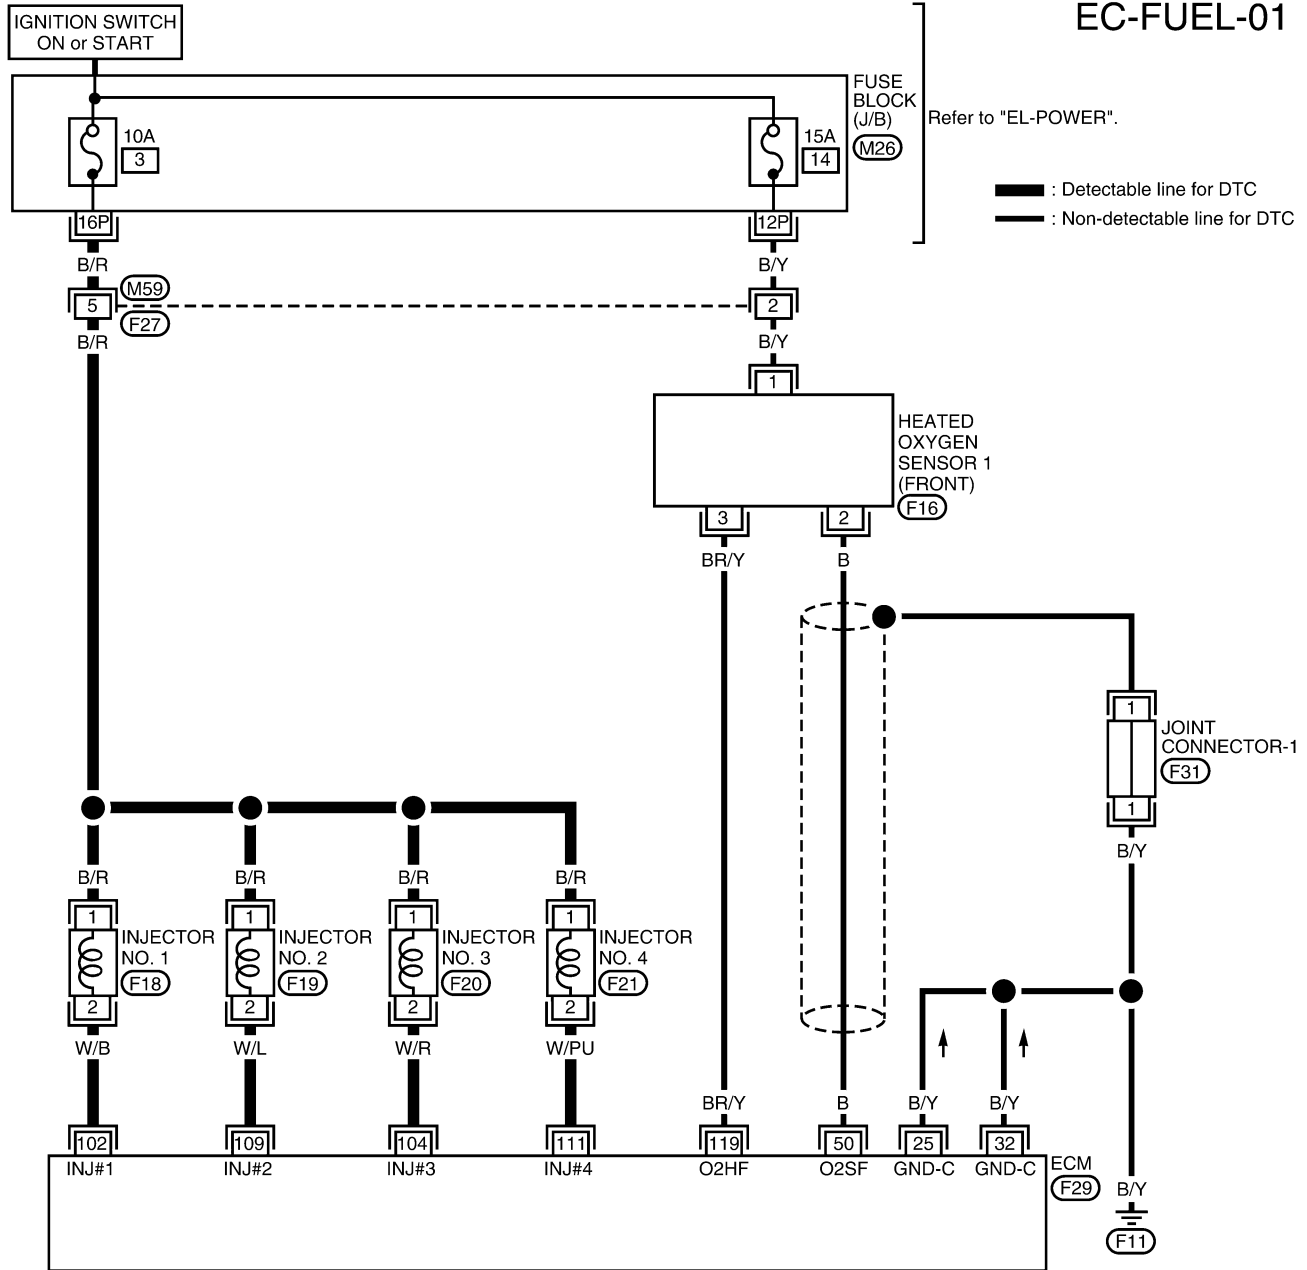 EC-FUEL-01
IGNITION SWITCH
ON or START
FUSE
BLOCK
(J/B)
M26
Refer to "EL-POWER".
10A
3
15A
14
: Detectable line for DTC
: Non-detectable line for DTC
16P
12P
B/R
B/Y
M59
5
2
F27
B/R
B/Y
1
HEATED
OXYGEN
SENSOR 1
(FRONT)
F16
3
2
BR/Y
B
1
JOINT
CONNECTOR-1
F31
1
B/Y
B/R
B/R
B/R
B/R
1
1
1
1
INJECTOR
NO. 1
F18
INJECTOR
NO. 2
F19
INJECTOR
NO. 3
F20
INJECTOR
NO. 4
F21
2
2
2
2
W/B
W/L
W/R
W/PU
BR/Y
B
B/Y
B/Y
102
109
104
111
119
50
25
32
INJ#1
INJ#2
INJ#3
INJ#4
O2HF
O2SF
GND-C
GND-C
ECM
F29
B/Y
F11